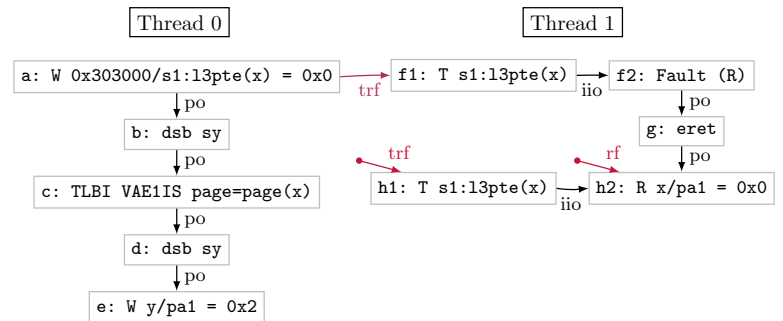 Thread 0
Thread 1
a: W 0x303000/s1:l3pte(x) = 0x0
trf
f1: T s1:l3pte(x)
iio
f2: Fault (R)
po
po
b: dsb sy
g: eret
po
trf
rf
po
c: TLBI VAE1IS page=page(x)
h1: T s1:l3pte(x)
iio
h2: R x/pa1 = 0x0
po
d: dsb sy
po
e: W y/pa1 = 0x2